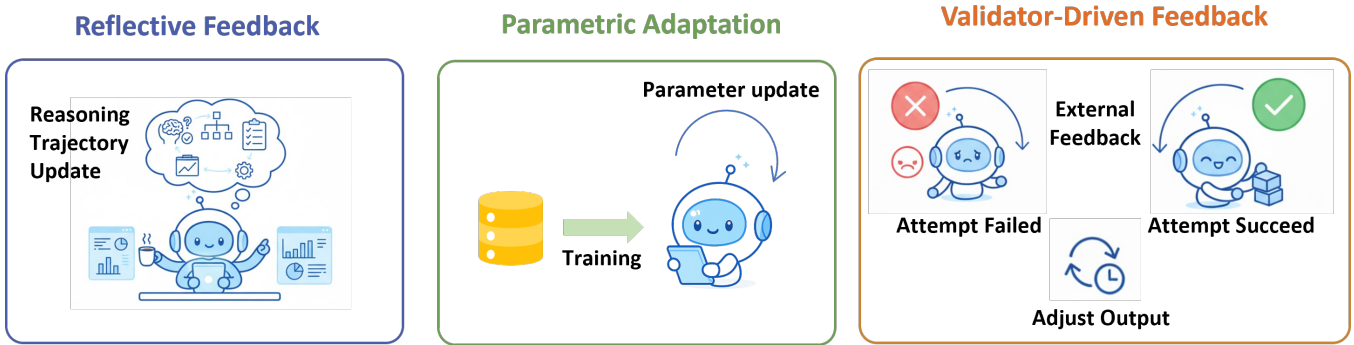 Reflective Feedback
Reasoning
Trajectory
Update
Parametric Adaptation
Parameter update
Training
Validator-Driven Feedback
External
Feedback
Attempt Failed
Attempt Succeed
Adjust Output